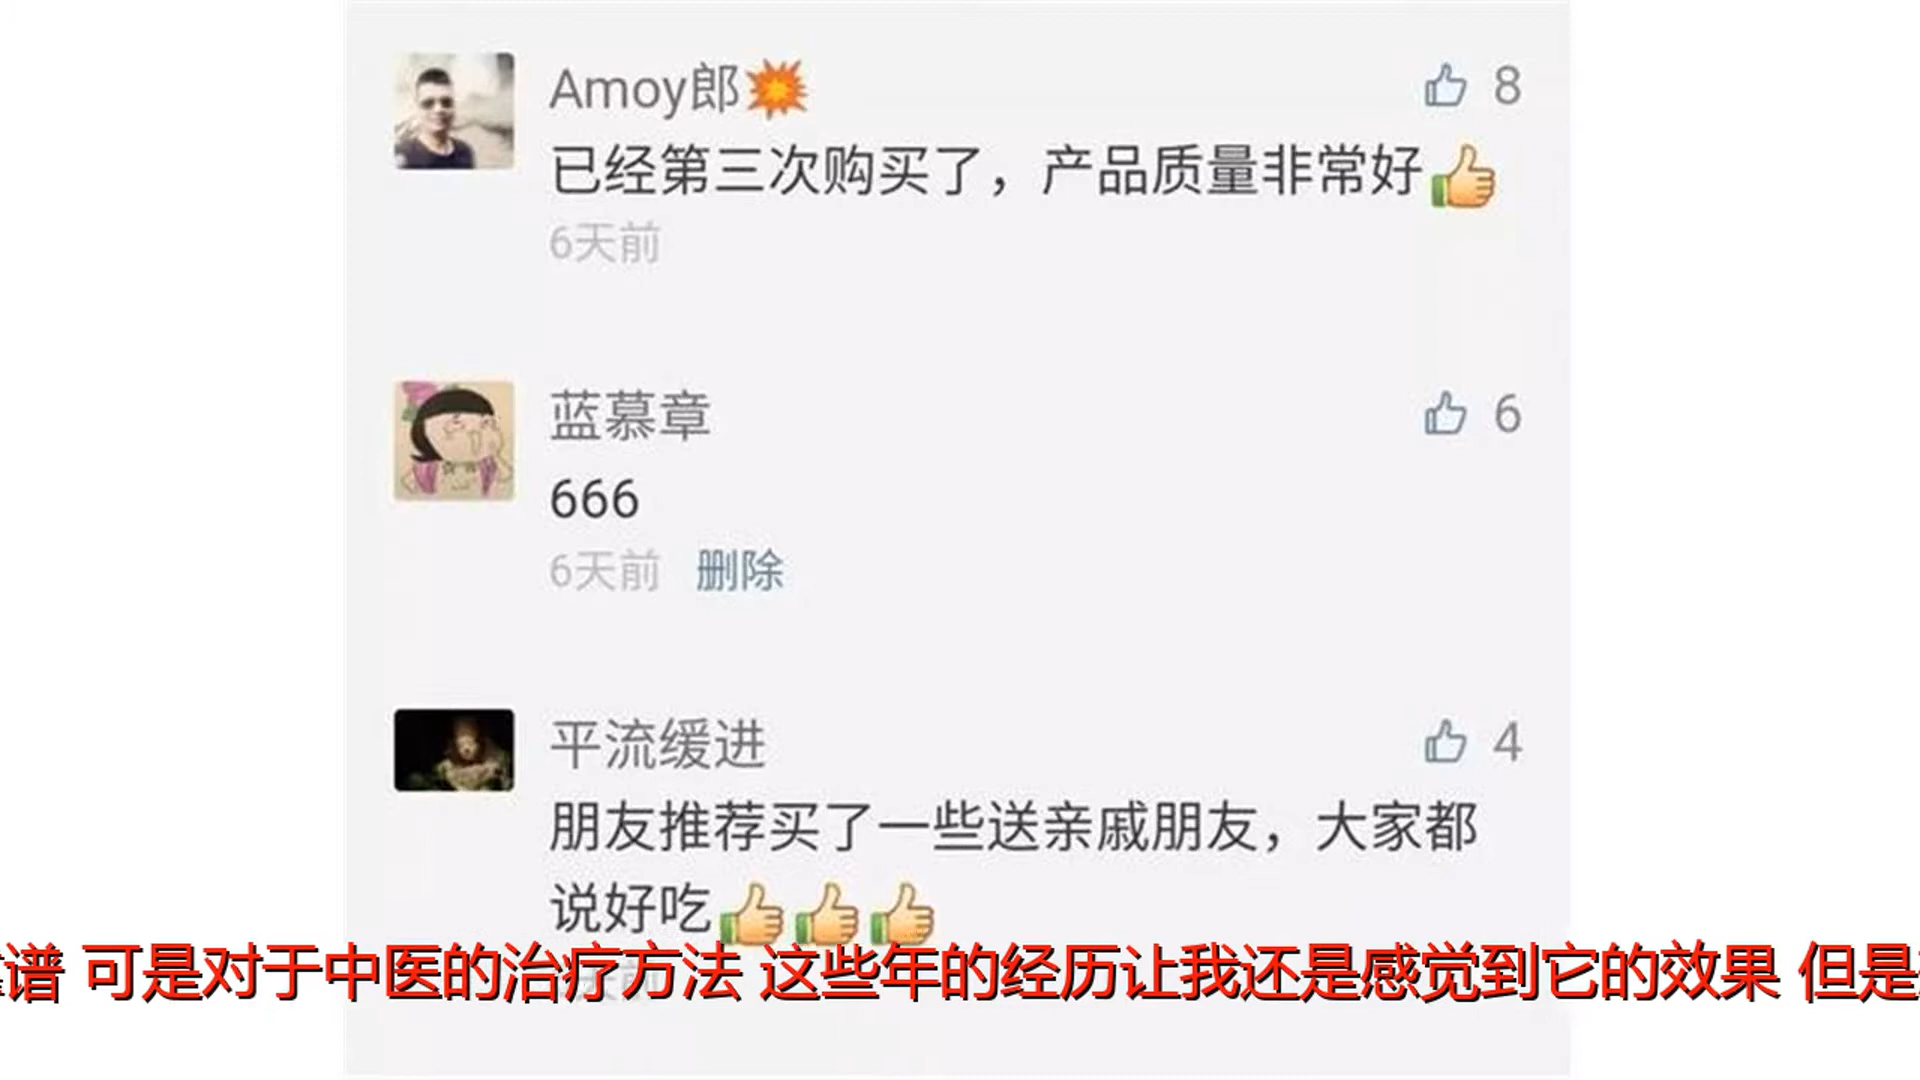 Amoy郎💥 8
已经第三次购买了，产品质量非常好👍
6天前
蓝慕章 6
666
6天前 删除
平流缓进 4
朋友推荐买了一些送亲戚朋友，大家都
说好吃👍👍👍
谱 可是对于中医的治疗方法 这些年的经历让我还是感觉到它的效果 但是